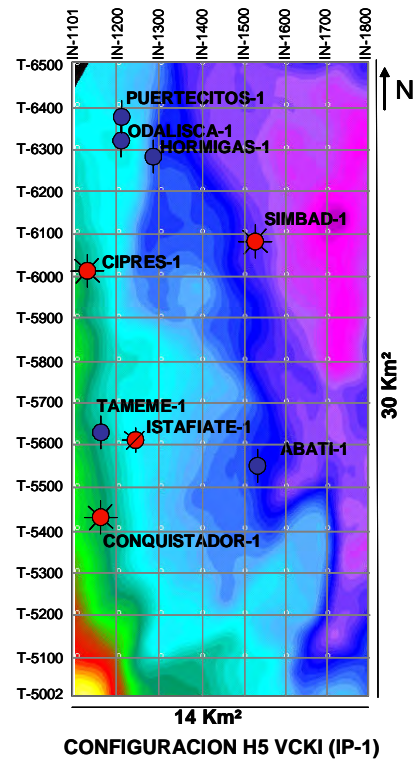 IN-1101 IN-1200 IN-1300 IN-1400 IN-1500 IN-1600 IN-1700 IN-1800
T-6500
N
T-6400
PUERTECITOS-1
ODALISCA-1
T-6300
HORMIGAS-1
T-6200
SIMBAD-1
T-6100
CIPRES-1
T-6000
T-5900
T-5800
30 Km²
T-5700
TAMEME-1
ISTAFIATE-1
T-5600
ABATI-1
T-5500
T-5400
CONQUISTADOR-1
T-5300
T-5200
T-5100
T-5002
14 Km²
CONFIGURACION H5 VCKI (IP-1)